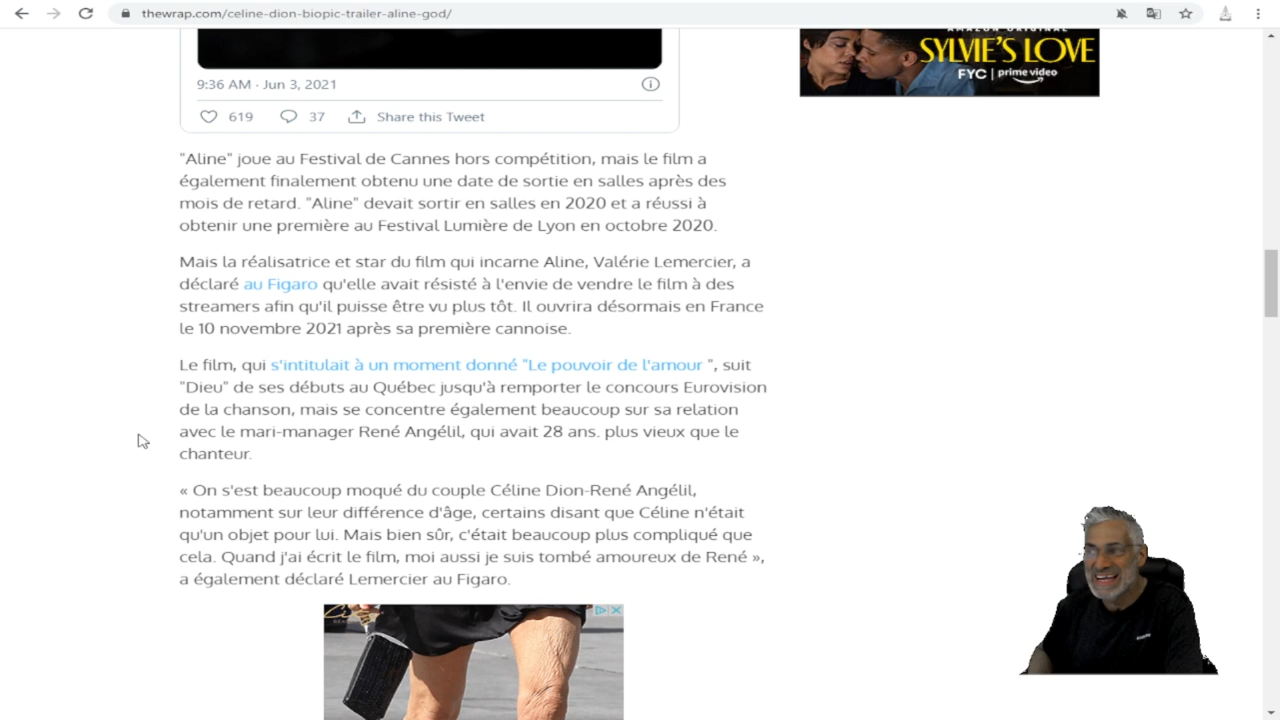 thewrap.com/celine-dion-biopic-trailer-aline-god/
AMAZON ORIGINAL
SYLVIE'S LOVE
FYC | prime video
9:36 AM · Jun 3, 2021
619 37 Share this Tweet
"Aline" joue au Festival de Cannes hors compétition, mais le film a
également finalement obtenu une date de sortie en salles après des
mois de retard. "Aline" devait sortir en salles en 2020 et a réussi à
obtenir une première au Festival Lumière de Lyon en octobre 2020.
Mais la réalisatrice et star du film qui incarne Aline, Valérie Lemercier, a
déclaré au Figaro qu'elle avait résisté à l'envie de vendre le film à des
streamers afin qu'il puisse être vu plus tôt. Il ouvrira désormais en France
le 10 novembre 2021 après sa première cannoise.
Le film, qui s'intitulait à un moment donné "Le pouvoir de l'amour ", suit
"Dieu" de ses débuts au Québec jusqu'à remporter le concours Eurovision
de la chanson, mais se concentre également beaucoup sur sa relation
avec le mari-manager René Angélil, qui avait 28 ans. plus vieux que le
chanteur.
« On s'est beaucoup moqué du couple Céline Dion-René Angélil,
notamment sur leur différence d'âge, certains disant que Céline n'était
qu'un objet pour lui. Mais bien sûr, c'était beaucoup plus compliqué que
cela. Quand j'ai écrit le film, moi aussi je suis tombé amoureux de René »,
a également déclaré Lemercier au Figaro.